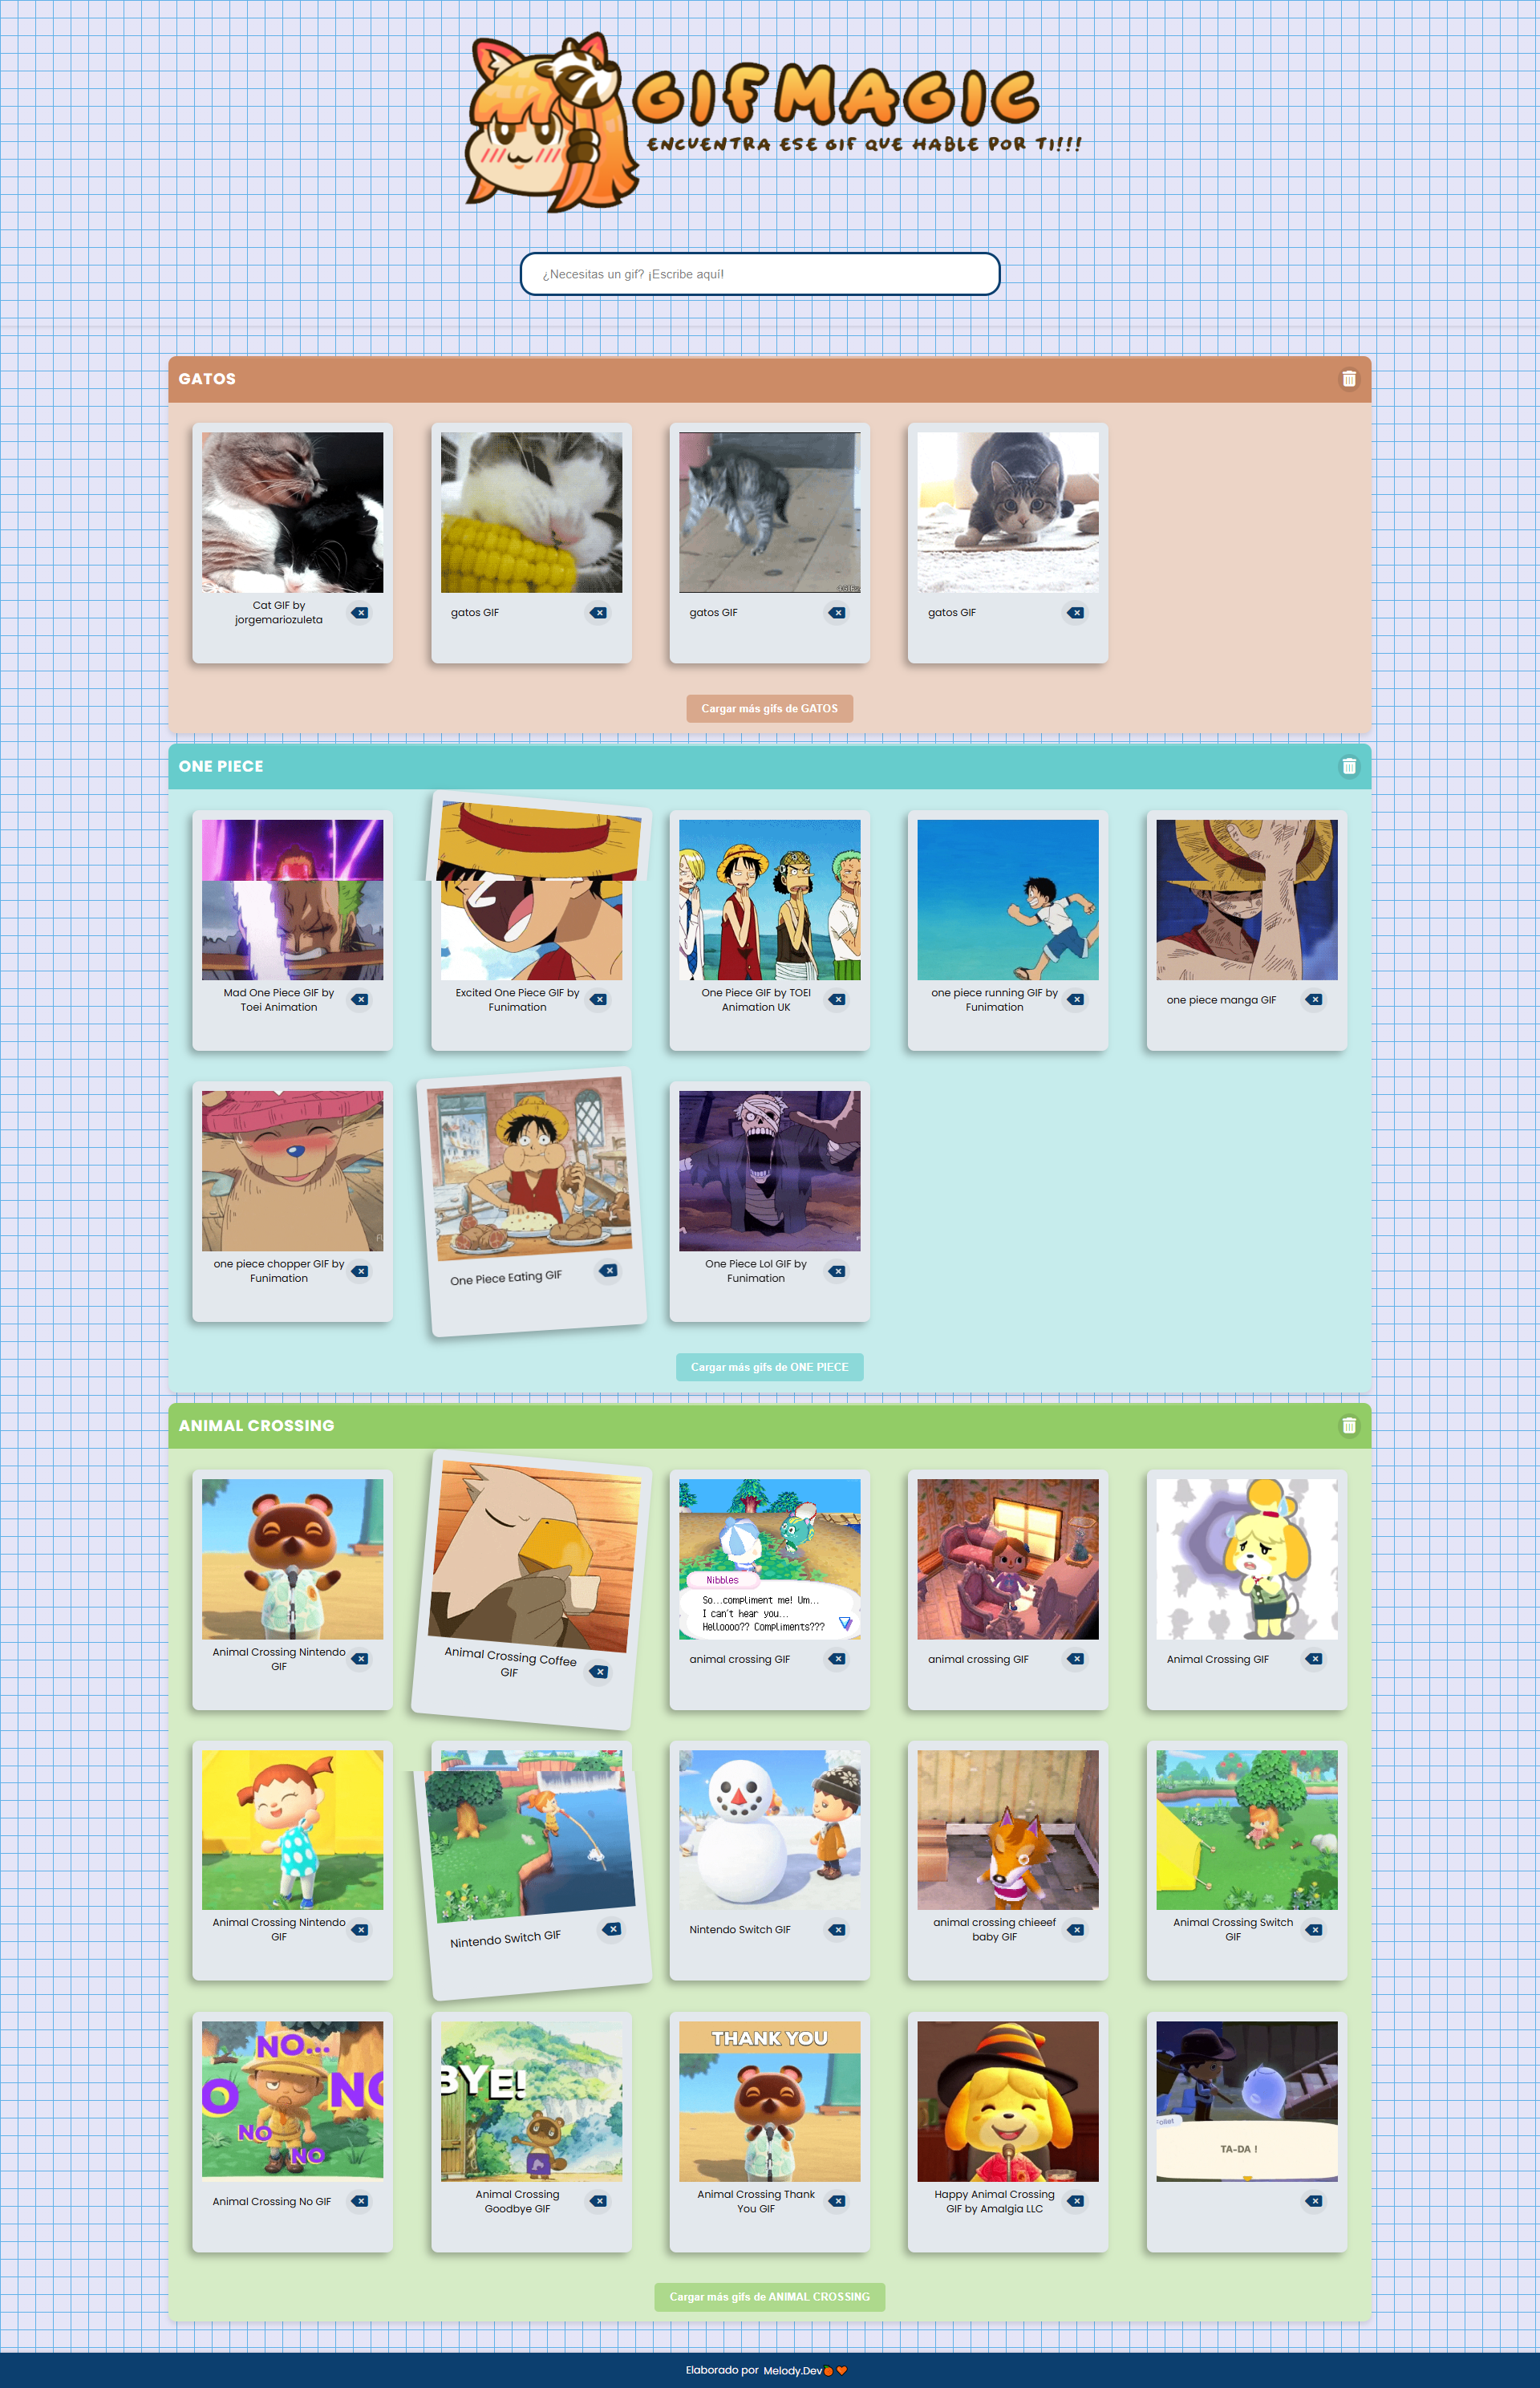 GIFMAGIC
ENCUENTRA ESE GIF QUE HABLE POR TI!!!
¿Necesitas un gif? ¡Escribe aquí!
GATOS
Cat GIF by
jorgemariozuleta
gatos GIF
gatos GIF
gatos GIF
Cargar más gifs de GATOS
ONE PIECE
Mad One Piece GIF by
Toei Animation
Excited One Piece GIF by
Funimation
One Piece GIF by TOEI
Animation UK
one piece running GIF by
Funimation
one piece manga GIF
one piece chopper GIF by
Funimation
One Piece Eating GIF
One Piece Lol GIF by
Funimation
Cargar más gifs de ONE PIECE
ANIMAL CROSSING
Animal Crossing Nintendo
GIF
Animal Crossing Coffee
GIF
Nibbles
So...compliment me! Um...
I can't hear you...
Helloooo?? Compliments???
animal crossing GIF
animal crossing GIF
Animal Crossing GIF
Animal Crossing Nintendo
GIF
Nintendo Switch GIF
Nintendo Switch GIF
animal crossing chieeef
baby GIF
Animal Crossing Switch
GIF
NO...
O
NO
NO
NO
Animal Crossing No GIF
BYE!
Animal Crossing
Goodbye GIF
THANK YOU
Animal Crossing Thank
You GIF
Happy Animal Crossing
GIF by Amalgia LLC
TA-DA !
Cargar más gifs de ANIMAL CROSSING
Elaborado por Melody.Dev